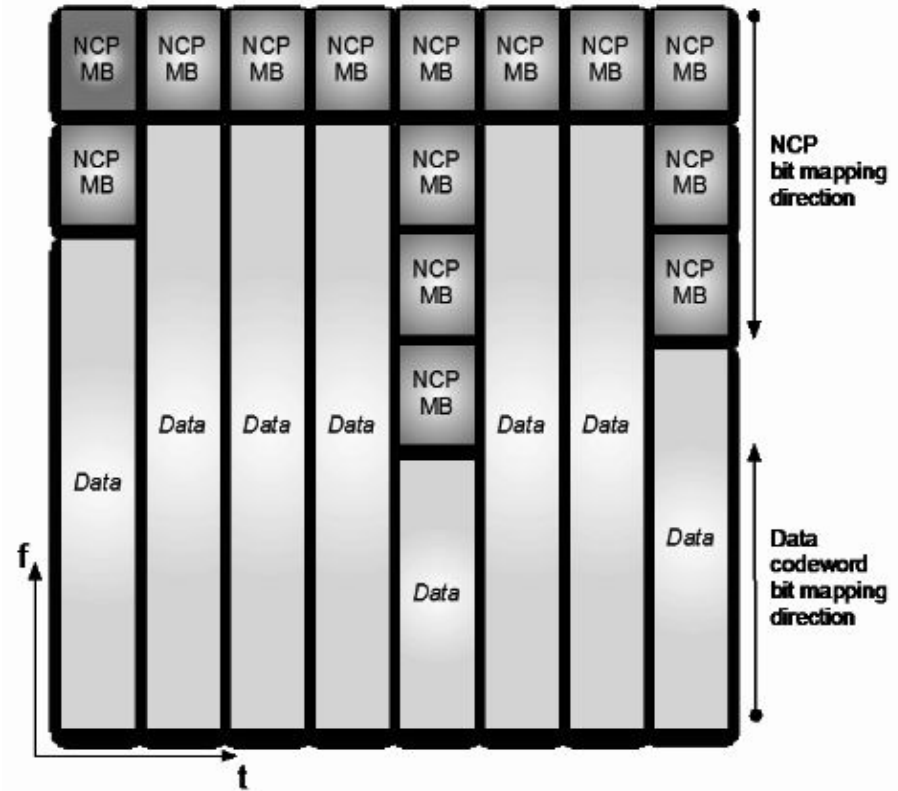 NCP MB
NCP MB
NCP MB
NCP MB
NCP MB
NCP MB
NCP MB
NCP MB
NCP MB
NCP MB
NCP MB
NCP
bit mapping
direction
NCP MB
NCP MB
NCP MB
Data
Data
Data
Data
Data
Data
Data
Data
Data
codeword
bit mapping
direction
f
t